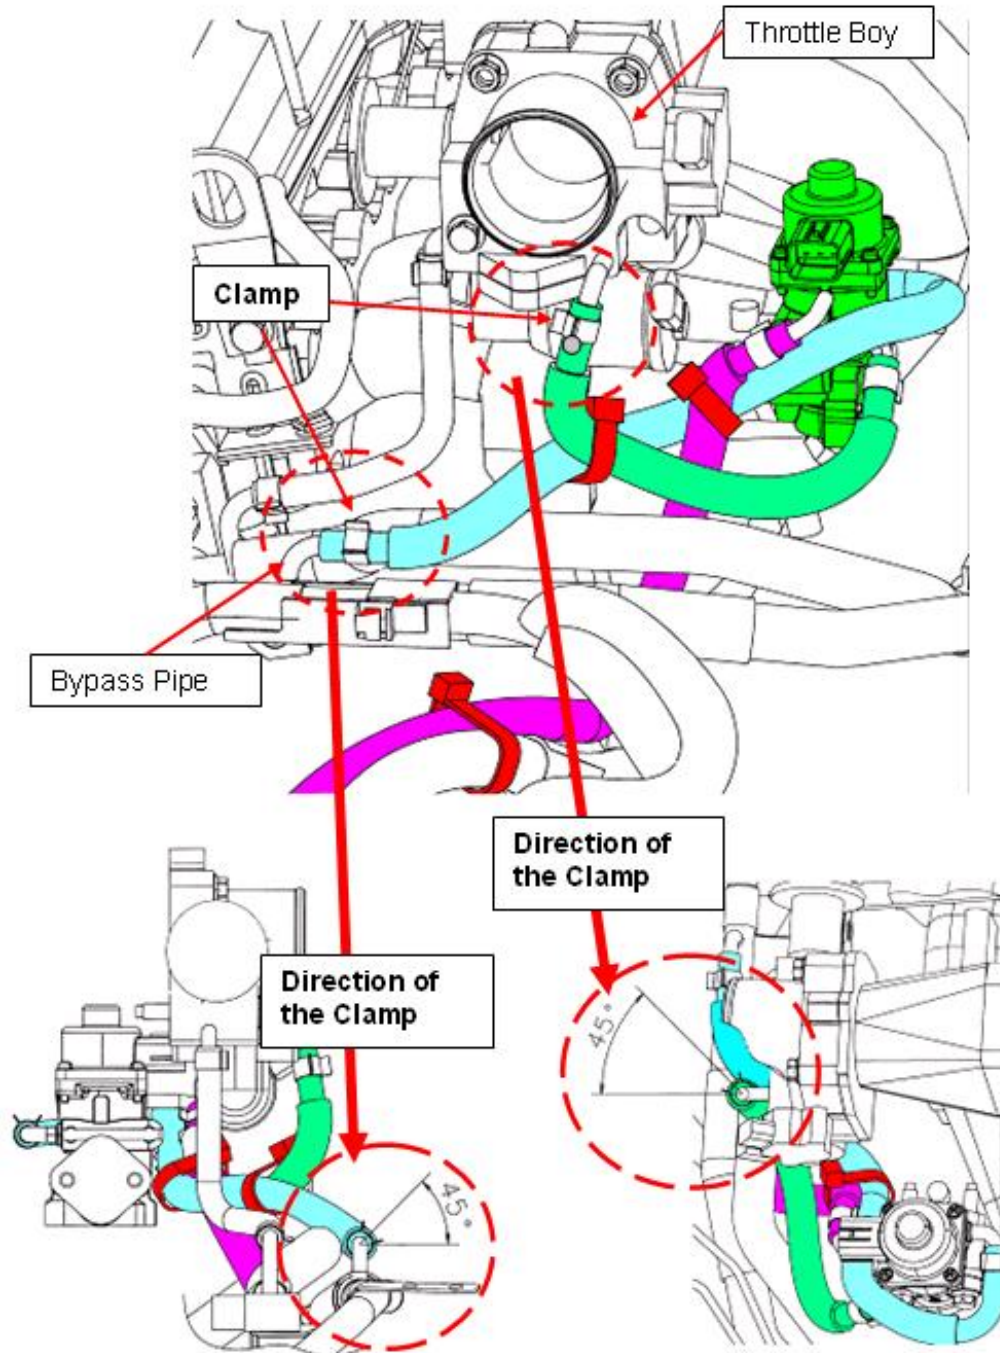 Throttle Boy
Clamp
Bypass Pipe
Direction of
the Clamp
Direction of
the Clamp
45°
45°